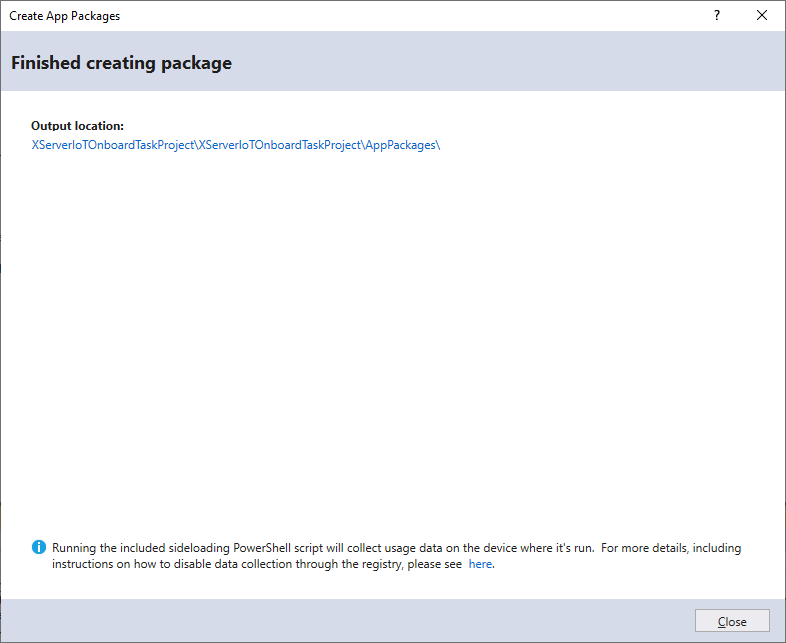 Create App Packages
?
Finished creating package
Output location:
XServerIoTOnboardTaskProject\XServerIoTOnboardTaskProject\AppPackages\
Running the included sideloading PowerShell script will collect usage data on the device where it's run.  For more details, including
instructions on how to disable data collection through the registry, please see  here.
Close